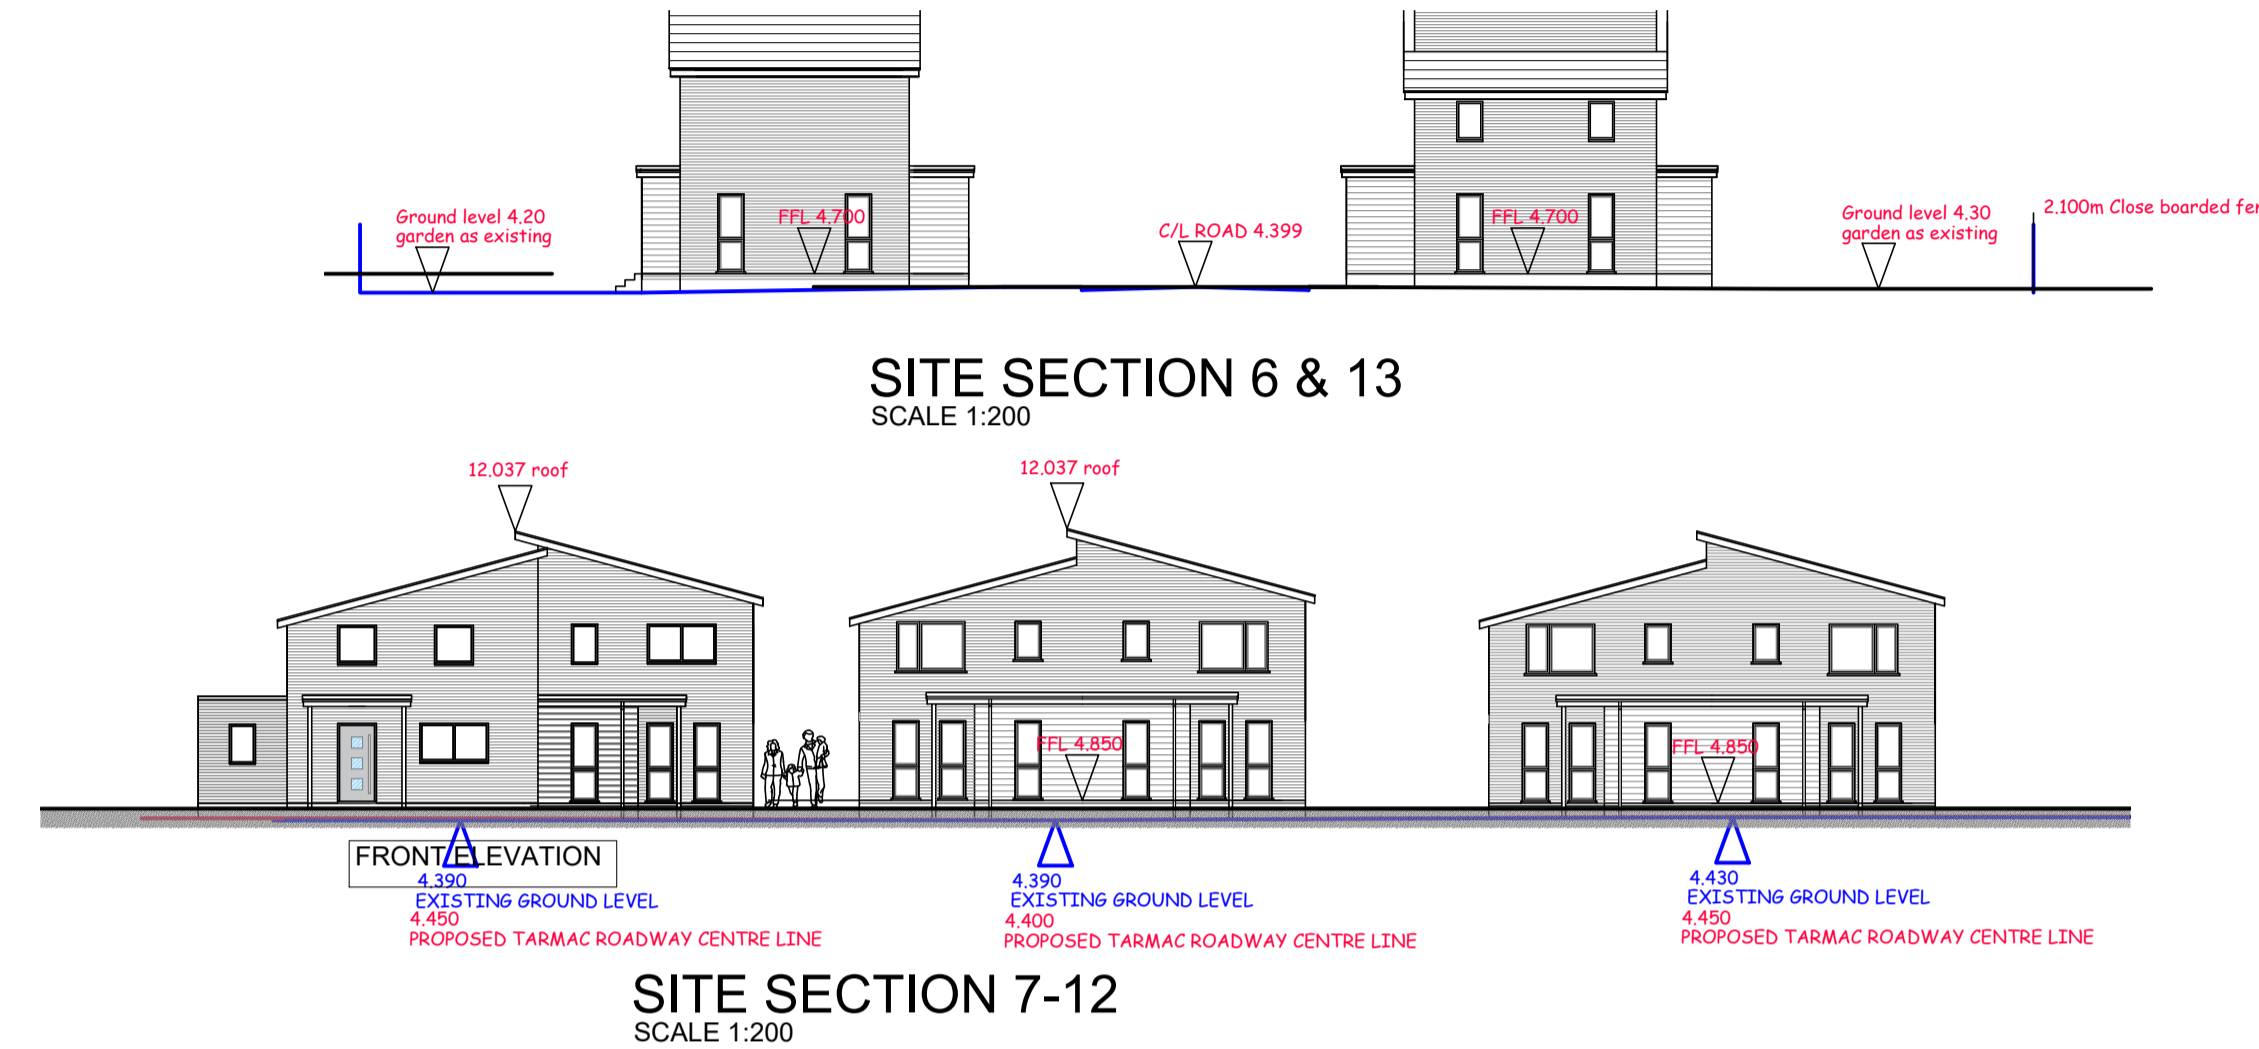 Ground level 4.20
garden as existing
FFL 4.700
C/L ROAD 4.399
FFL 4.700
Ground level 4.30
garden as existing
2.100m Close boarded
SITE SECTION 6 & 13
SCALE 1:200
12.037 roof
12.037 roof
FFL 4.850
FFL 4.850
FRONT ELEVATION
4.390
EXISTING GROUND LEVEL
4.450
PROPOSED TARMAC ROADWAY CENTRE LINE
4.390
EXISTING GROUND LEVEL
4.400
PROPOSED TARMAC ROADWAY CENTRE LINE
4.430
EXISTING GROUND LEVEL
4.450
PROPOSED TARMAC ROADWAY CENTRE LINE
SITE SECTION 7-12
SCALE 1:200